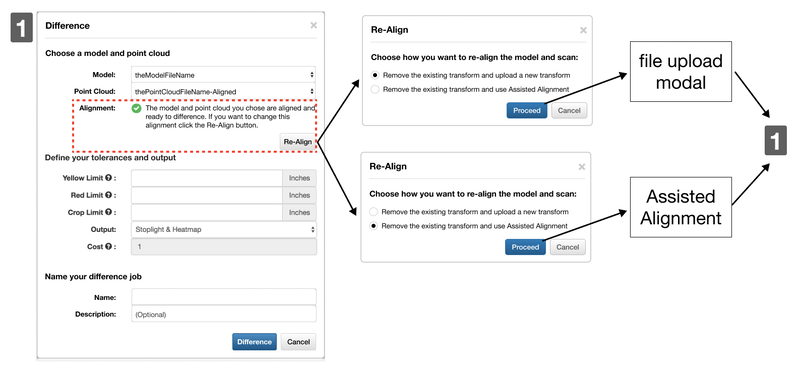 1
Difference
×
Choose a model and point cloud
Model: theModelFileName
Point Cloud: thePointCloudFileName-Aligned
Alignment: The model and point cloud you chose are aligned and
ready to difference. If you want to change this
alignment click the Re-Align button.
Re-Align
Define your tolerances and output
Yellow Limit ? : Inches
Red Limit ? : Inches
Crop Limit ? : Inches
Output: Stoplight & Heatmap
Cost ? : 1
Name your difference job
Name:
Description: (Optional)
Difference Cancel
Re-Align
×
Choose how you want to re-align the model and scan:
Remove the existing transform and upload a new transform
Remove the existing transform and use Assisted Alignment
Proceed Cancel
Re-Align
×
Choose how you want to re-align the model and scan:
Remove the existing transform and upload a new transform
Remove the existing transform and use Assisted Alignment
Proceed Cancel
file upload
modal
Assisted
Alignment
1